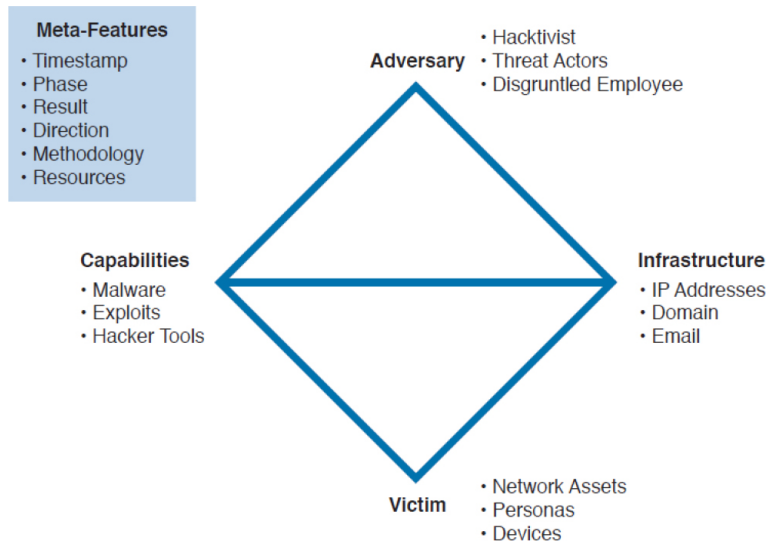 Meta-Features
• Timestamp
• Phase
• Result
• Direction
• Methodology
• Resources
Adversary
• Hacktivist
• Threat Actors
• Disgruntled Employee
Capabilities
• Malware
• Exploits
• Hacker Tools
Infrastructure
• IP Addresses
• Domain
• Email
Victim
• Network Assets
• Personas
• Devices